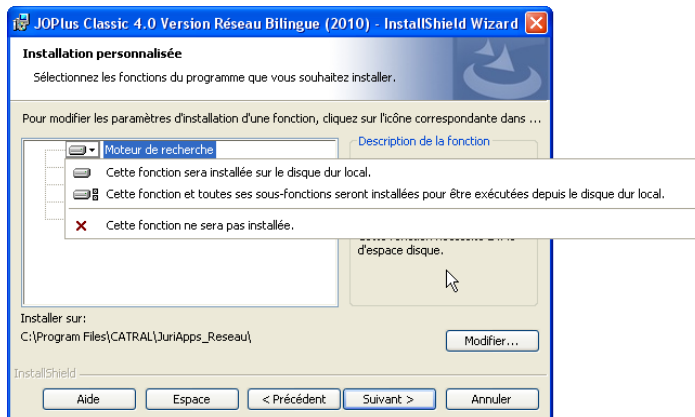 JOPlus Classic 4.0 Version Réseau Bilingue (2010) - InstallShield Wizard
Installation personnalisée
Sélectionnez les fonctions du programme que vous souhaitez installer.
Pour modifier les paramètres d'installation d'une fonction, cliquez sur l'icône correspondante dans ...
Moteur de recherche
Description de la fonction
Cette fonction sera installée sur le disque dur local.
Cette fonction et toutes ses sous-fonctions seront installées pour être exécutées depuis le disque dur local.
Cette fonction ne sera pas installée.
d'espace disque.
Installer sur:
C:\Program Files\CATRAL\JuriApps_Reseau\
Modifier...
InstallShield
Aide
Espace
< Précédent
Suivant >
Annuler